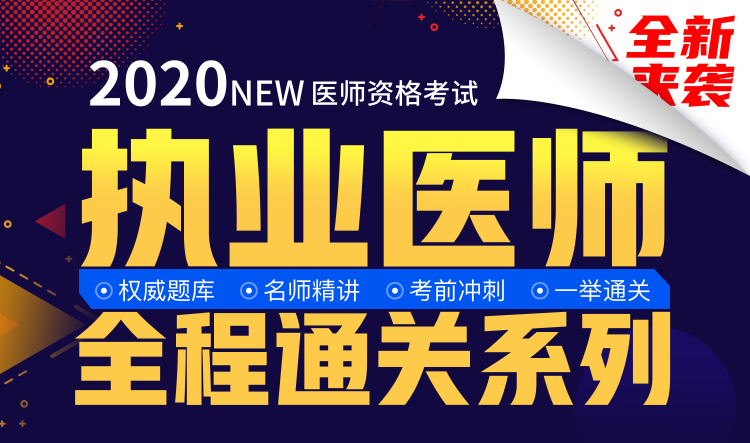 全新
来袭
2020NEW 医师资格考试
执业医师
权威题库 名师精讲 考前冲刺 一举通关
全程通关系列